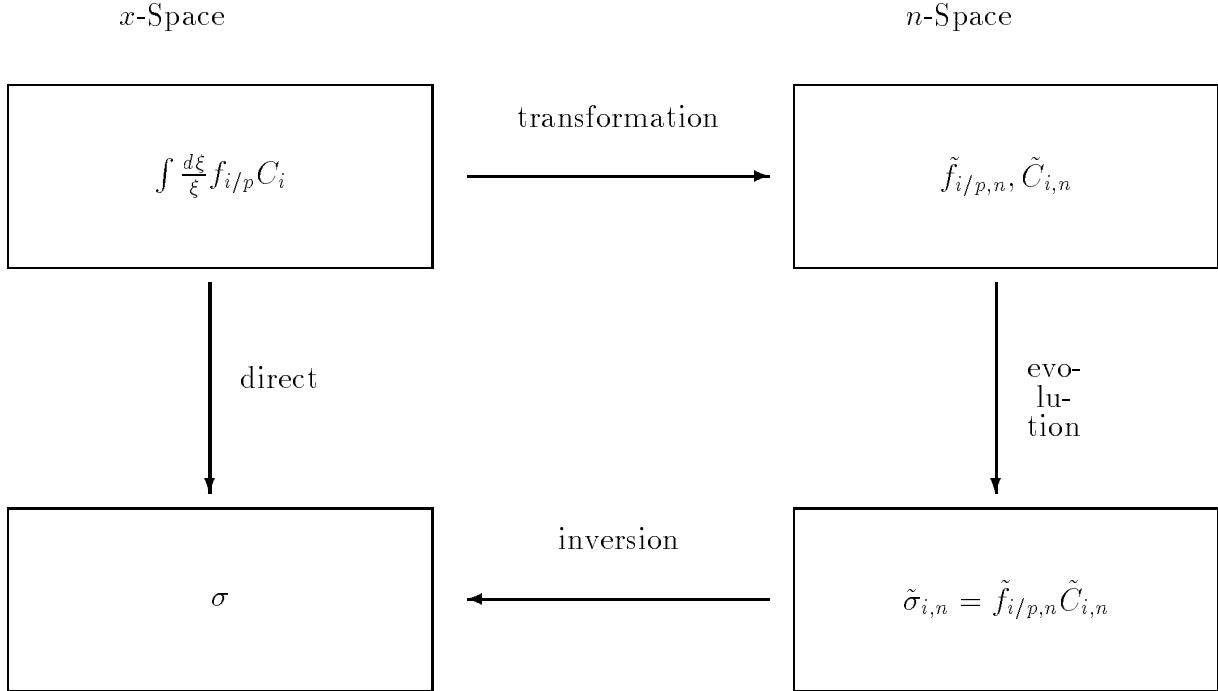 x-Space
n-Space
∫ dξ/ξ f_{i/p} C_i
transformation
f̃_{i/p,n}, C̃_{i,n}
direct
evo-
lu-
tion
σ
inversion
σ̃_{i,n} = f̃_{i/p,n} C̃_{i,n}